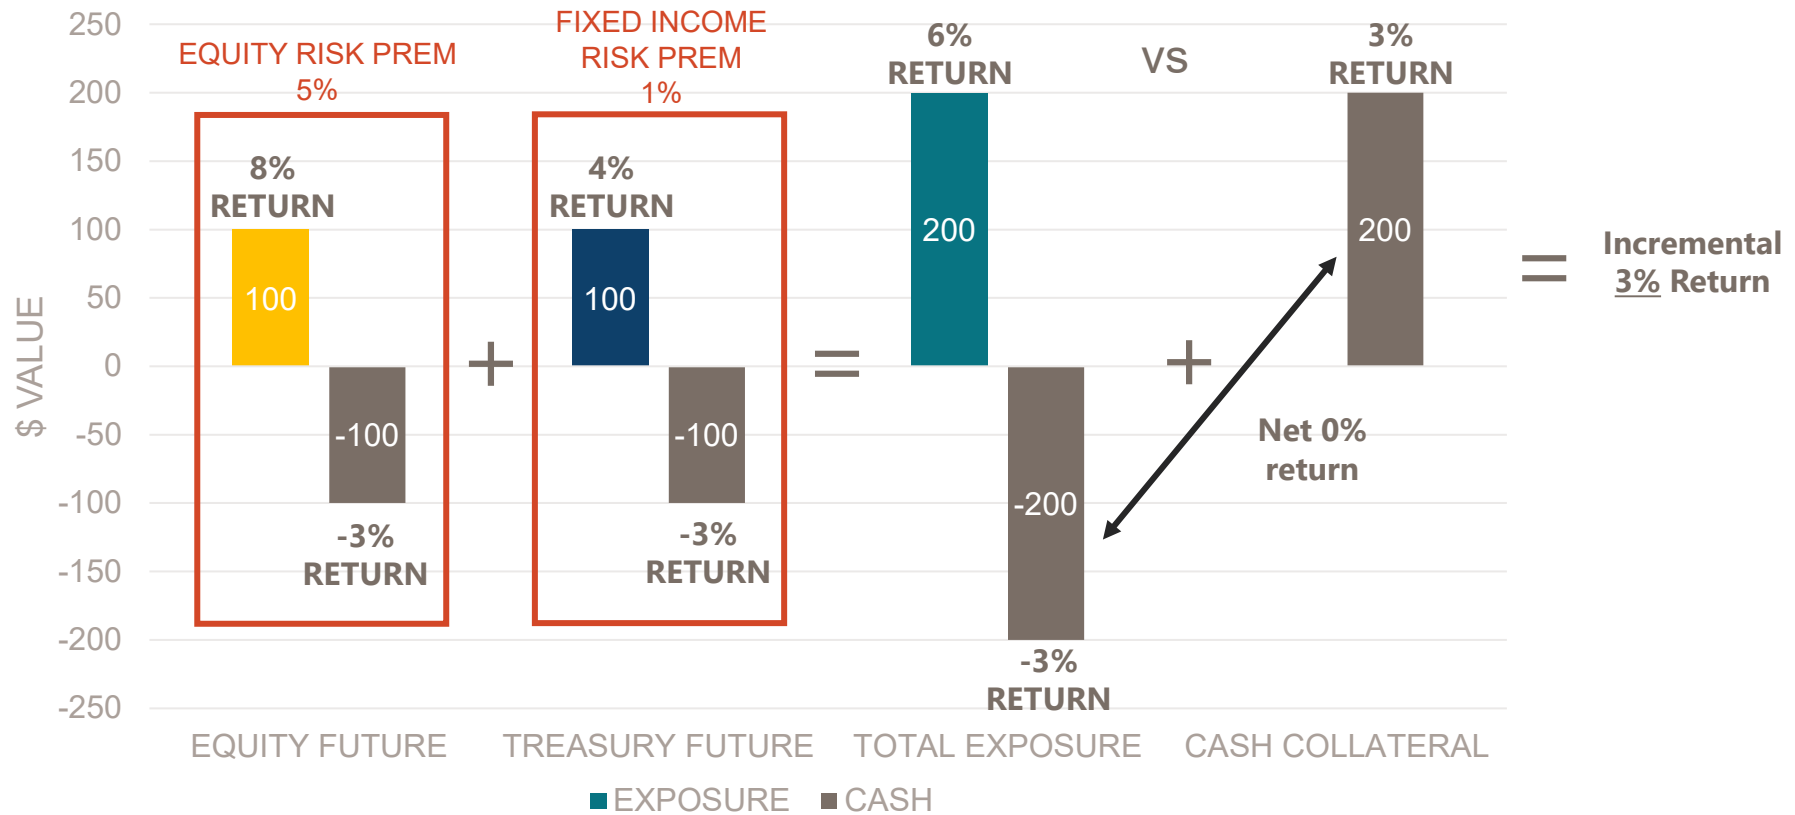 250
200
150
100
50
0
-50
-100
-150
-200
-250
$ VALUE
EQUITY RISK PREM
5%
8%
RETURN
100
-100
-3%
RETURN
+
FIXED INCOME
RISK PREM
1%
4%
RETURN
100
-100
-3%
RETURN
=
6%
RETURN
200
-200
-3%
RETURN
VS
+
3%
RETURN
200
Net 0%
return
=
Incremental
3% Return
EQUITY FUTURE
TREASURY FUTURE
TOTAL EXPOSURE
CASH COLLATERAL
EXPOSURE
CASH